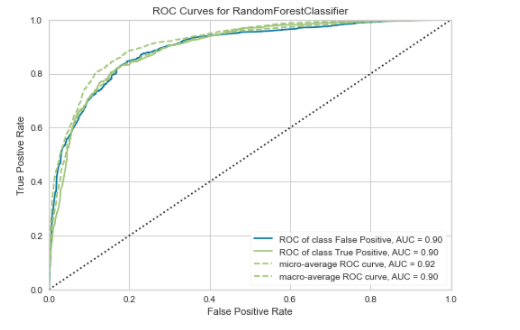 ROC Curves for RandomForestClassifier
1.0
0.8
0.6
0.4
0.2
0.0
True Postive Rate
0.0 0.2 0.4 0.6 0.8 1.0
False Positive Rate
ROC of class False Positive, AUC = 0.90
ROC of class True Positive, AUC = 0.90
micro-average ROC curve, AUC = 0.92
macro-average ROC curve, AUC = 0.90